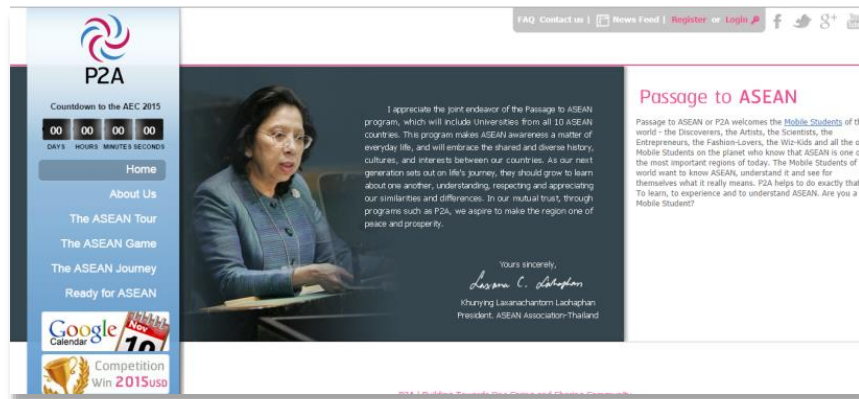 FAQ Contact us | News Feed | Register or Login
P2A
Countdown to the AEC 2015
00 00 00 00
DAYS HOURS MINUTES SECONDS
Home
About Us
The ASEAN Tour
The ASEAN Game
The ASEAN Journey
Ready for ASEAN
Google
Calendar
Nov
10
Competition
Win 2015USD
I appreciate the joint endeavor of the Passage to ASEAN
program, which will include Universities from all 10 ASEAN
countries. This program makes ASEAN awareness a matter of
everyday life, and will embrace the shared and diverse history,
cultures, and interests between our countries. As our next
generation sets out on life's journey, they should grow to learn
about one another, understanding, respecting and appreciating
our similarities and differences. In our mutual trust, through
programs such as P2A, we aspire to make the region one of
peace and prosperity.
Yours sincerely,
Khunying Laxanachantorn Laohaphan
President, ASEAN Association-Thailand
Passage to ASEAN
Passage to ASEAN or P2A welcomes the Mobile Students of
world - the Discoverers, the Artists, the Scientists, the
Entrepreneurs, the Fashion-Lovers, the Wiz-Kids and all the
Mobile Students on the planet who know that ASEAN is one
the most important regions of today. The Mobile Students of
world want to know ASEAN, understand it and see for
themselves what it really means. P2A helps to do exactly that
To learn, to experience and to understand ASEAN. Are you a
Mobile Student?